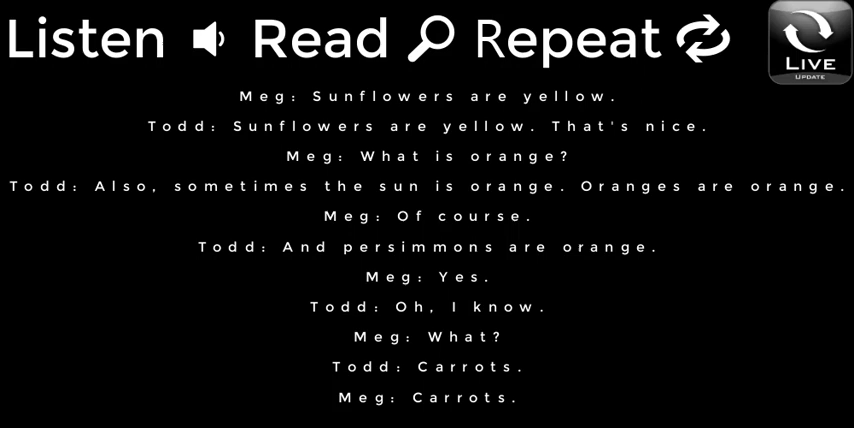 Listen Read Repeat
LIVE
UPDATE
Meg: Sunflowers are yellow.
Todd: Sunflowers are yellow. That's nice.
Meg: What is orange?
Todd: Also, sometimes the sun is orange. Oranges are orange.
Meg: Of course.
Todd: And persimmons are orange.
Meg: Yes.
Todd: Oh, I know.
Meg: What?
Todd: Carrots.
Meg: Carrots.